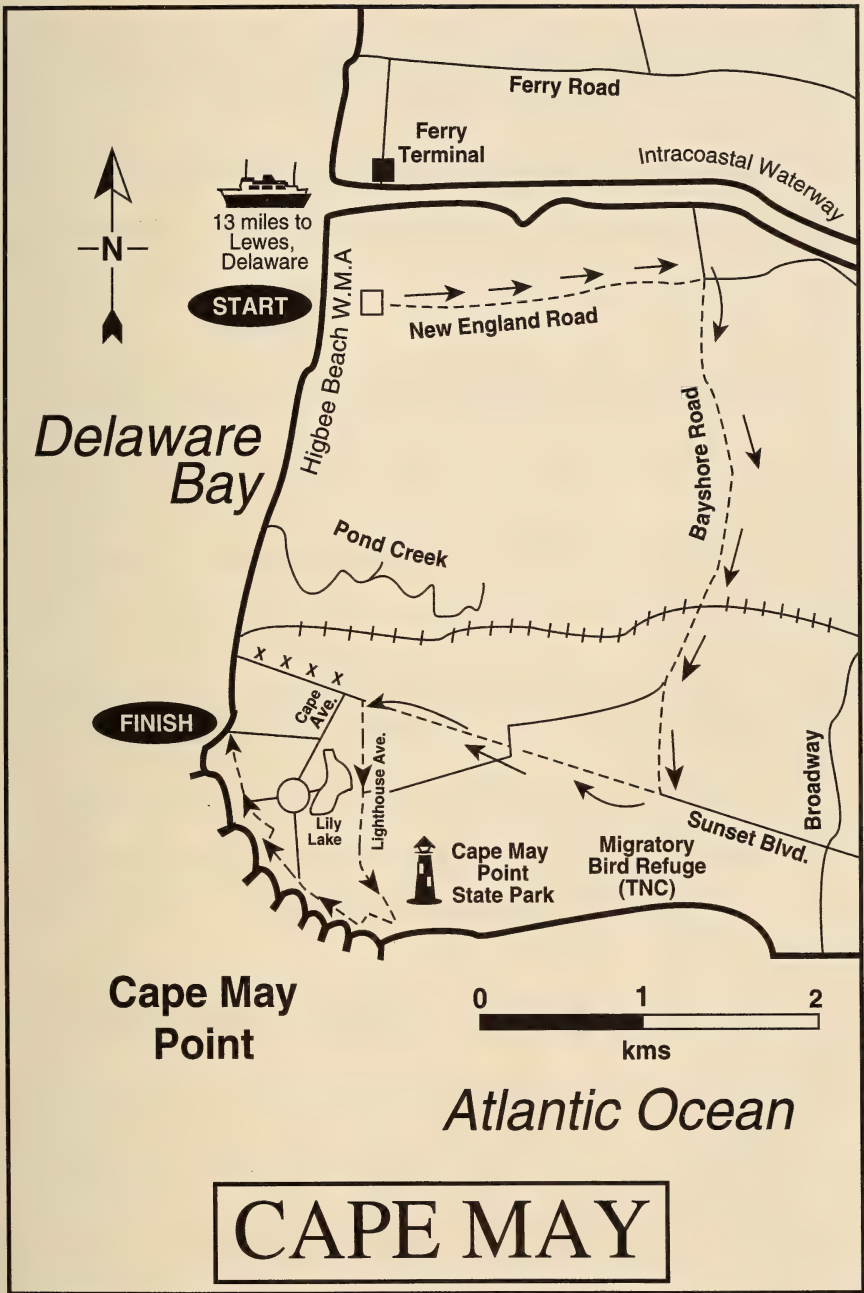 Ferry Road
Ferry
Terminal
Intracoastal Waterway
N
13 miles to
Lewes,
Delaware
START
Higbee Beach W.M.A
New England Road
Delaware
Bay
Bayshore Road
Pond Creek
X X X X
Cape
Ave.
FINISH
Lighthouse Ave.
Broadway
Lily
Lake
Sunset Blvd.
Cape May
Point
State Park
Migratory
Bird Refuge
(TNC)
Cape May
Point
0 1 2
kms
Atlantic Ocean
CAPE MAY